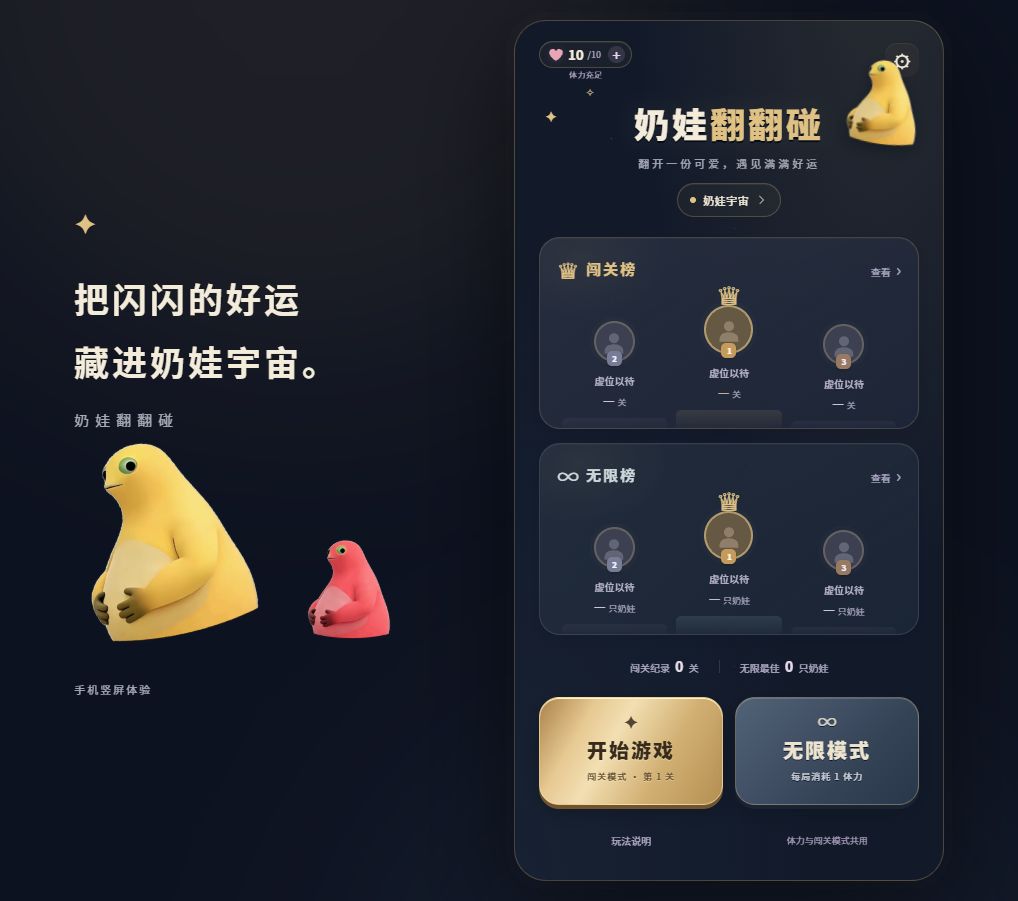 把闪闪的好运
藏进奶娃宇宙。
奶娃翻翻碰
手机竖屏体验
10 /10 +
体力充足
奶娃翻翻碰
翻开一份可爱，遇见满满好运
奶娃宇宙
闯关榜
查看
2
1
3
虚位以待
虚位以待
虚位以待
— 关
— 关
— 关
无限榜
查看
2
1
3
虚位以待
虚位以待
虚位以待
— 只奶娃
— 只奶娃
— 只奶娃
闯关纪录 0 关
无限最佳 0 只奶娃
开始游戏
闯关模式 · 第 1 关
无限模式
每局消耗 1 体力
玩法说明
体力与闯关模式共用